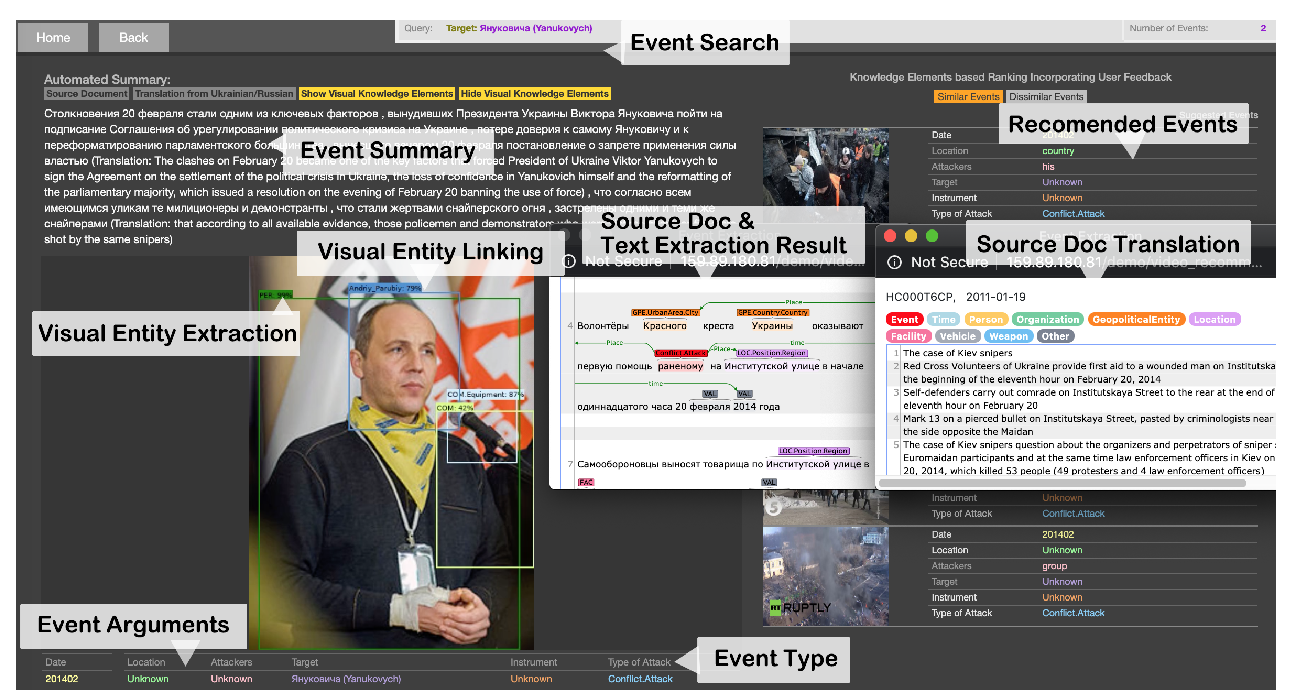 Home
Back
Query: Target: Януковича (Yanukovych)
Number of Events: 2
Event Search
Automated Summary:
Source Document Translation from Ukrainian/Russian Show Visual Knowledge Elements Hide Visual Knowledge Elements
Столкновения 20 февраля стали одним из ключевых факторов , вынудивших Президента Украины Виктора Януковича пойти на
подписание Соглашения об урегулировании политического кризиса на Украине , потере доверия к самому Януковичу и к
переформатированию парламентского
февраля постановление о запрете применения силы
властью (Translation: The clashes on February 20 became one of the key factors that forced President of Ukraine Viktor Yanukovych to
sign the Agreement on the settlement of the political crisis in Ukraine, the loss of confidence in Yanukovich himself and the reformatting of
the parliamentary majority, which issued a resolution on the evening of February 20 banning the use of force) , что согласно всем
имеющимся уликам те милиционеры и демонстранты , что стали жертвами снайперского огня , застрелены одними и теми же
снайперами (Translation: that according to all available evidence, those policemen and demonstrators
shot by the same snipers)
Event Summary
Visual Entity Linking
Visual Entity Extraction
PER: 99%
Andriy_Parubiy: 79%
COM.Equipment: 87%
COM: 42%
Event Arguments
Date Location Attackers Target Instrument Type of Attack
201402 Unknown Unknown Януковича (Yanukovych) Unknown Conflict.Attack
Event Type
Knowledge Elements based Ranking Incorporating User Feedback
Similar Events Dissimilar Events
Suggested Events
Recomended Events
Date 201402
Location country
Attackers his
Target Unknown
Instrument Unknown
Type of Attack Conflict.Attack
Source Doc &
Text Extraction Result
Not Secure 159.89.180.81/demo/vide...
Place
GPE.UrbanArea.City GPE.Country.Country
4 Волонтёры Красного креста Украины оказывают
Place Place time
Conflict.Attack LOC.Position.Region
первую помощь раненому на Институтской улице в начале
time
VAL VAL
одиннадцатого часа 20 февраля 2014 года
LOC.Position.Region
7 Самообороновцы выносят товарища по Институтской улице в
FAC VAL
Source Doc Translation
Not Secure 159.89.180.81/demo/video_recomm...
HC000T6CP, 2011-01-19
Event Time Person Organization GeopoliticalEntity Location
Facility Vehicle Weapon Other
1 The case of Kiev snipers
2 Red Cross Volunteers of Ukraine provide first aid to a wounded man on Institutska
the beginning of the eleventh hour on February 20, 2014
3 Self-defenders carry out comrade on Institutskaya Street to the rear at the end of
eleventh hour on February 20
4 Mark 13 on a pierced bullet on Institutskaya Street, pasted by criminologists near
the side opposite the Maidan
5 The case of Kiev snipers question about the organizers and perpetrators of sniper
Euromaidan participants and at the same time law enforcement officers in Kiev on
20, 2014, which killed 53 people (49 protesters and 4 law enforcement officers)
5
Instrument Unknown
Type of Attack Conflict.Attack
Date 201402
Location Unknown
Attackers group
Target Unknown
Instrument Unknown
Type of Attack Conflict.Attack
RT RUPTLY